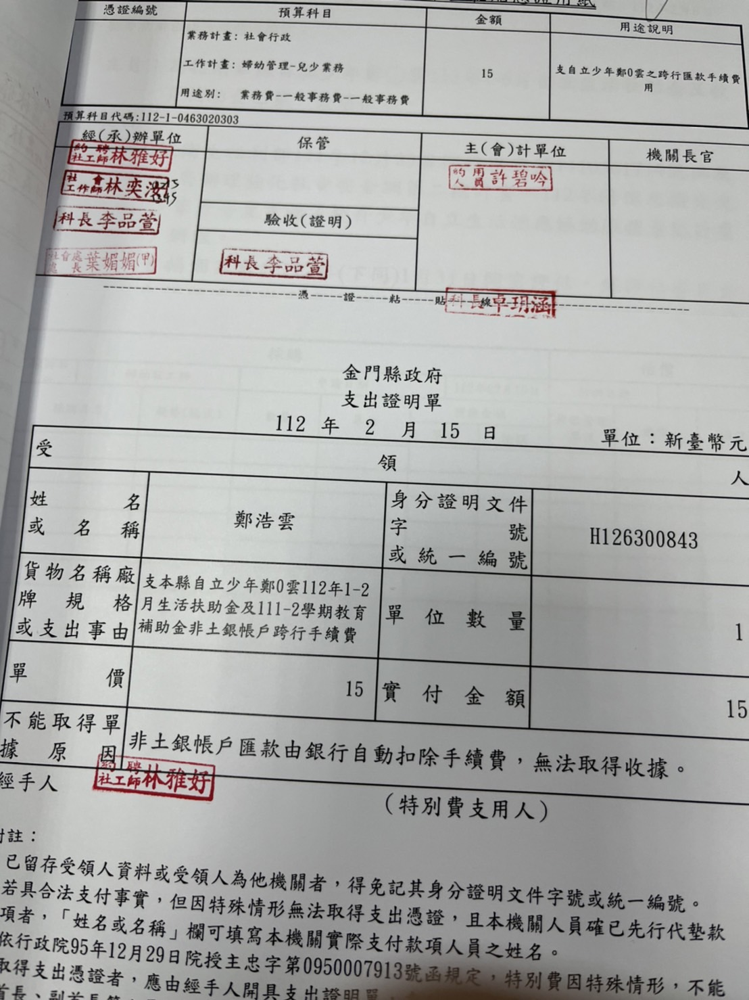 憑證編號 預算科目 金額 用途說明
業務計畫: 社會行政
工作計畫: 婦幼管理-兒少業務
用途別: 業務費-一般事務費-一般事務費
15
支自立少年鄭0雲之跨行匯款手續費
用
預算科目代碼:112-1-0463020303
經(承)辦單位 保管 主(會)計單位 機關長官
約聘
社工師林雅好
社會
工作師林奕
科長李品萱
社會處
處長葉媚媚(甲)
驗收(證明)
科長李品萱
約用
人員許碧吟
憑-----證-----粘-----貼-----線
科長卓玥涵
金門縣政府
支出證明單
112 年 2 月 15 日
單位：新臺幣元
受 領 人
姓名
或名稱
鄭浩雲
身分證明文件
字號
或統一編號
H126300843
貨物名稱廠
牌規格
或支出事由
支本縣自立少年鄭0雲112年1-2
月生活扶助金及111-2學期教育
補助金非土銀帳戶跨行手續費
單位數量
1
單價
15
實付金額
15
不能取得單
據原因
非土銀帳戶匯款由銀行自動扣除手續費，無法取得收據。
經手人
約聘
社工師林雅好
(特別費支用人)
附註：
已留存受領人資料或受領人為他機關者，得免記其身分證明文件字號或統一編號。
若具合法支付事實，但因特殊情形無法取得支出憑證，且本機關人員確已先行代墊款
項者，「姓名或名稱」欄可填寫本機關實際支付款項人員之姓名。
依行政院95年12月29日院授主忠字第0950007913號函規定，特別費因特殊情形，不能
取得支出憑證者，應由經手人開具支出證明單，
首長、副首長